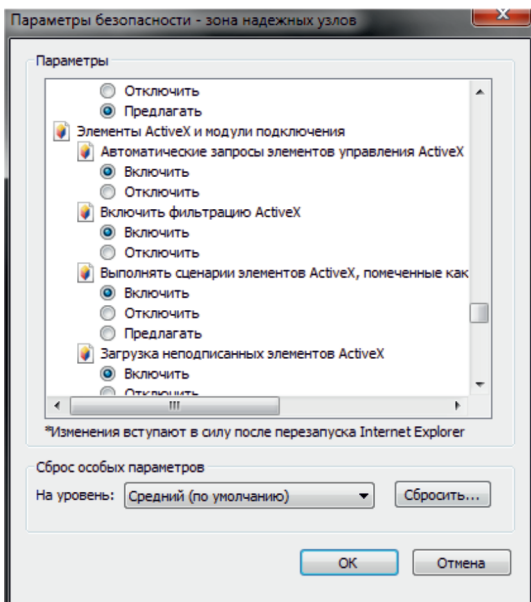 Параметры безопасности - зона надежных узлов
Параметры
Отключить
Предлагать
Элементы ActiveX и модули подключения
Автоматические запросы элементов управления ActiveX
Включить
Отключить
Включить фильтрацию ActiveX
Включить
Отключить
Выполнять сценарии элементов ActiveX, помеченные как
Включить
Отключить
Предлагать
Загрузка неподписанных элементов ActiveX
Включить
Отключить
*Изменения вступают в силу после перезапуска Internet Explorer
Сброс особых параметров
На уровень: Средний (по умолчанию) Сбросить...
ОК Отмена